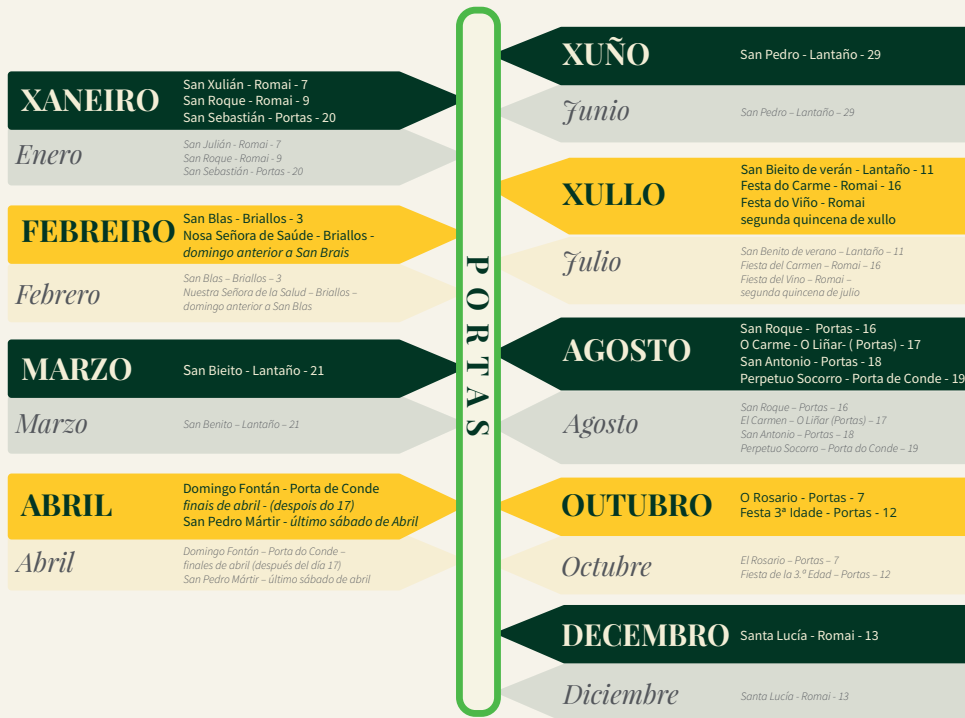 XANEIRO
San Xulián - Romai - 7
San Roque - Romai - 9
San Sebastián - Portas - 20
Enero
San Julián - Romai - 7
San Roque - Romai - 9
San Sebastián - Portas - 20
FEBREIRO
San Blas - Briallos - 3
Nosa Señora de Saúde - Briallos -
domingo anterior a San Brais
Febrero
San Blas – Briallos – 3
Nuestra Señora de la Salud – Briallos –
domingo anterior a San Blas
MARZO
San Bieito - Lantaño - 21
Marzo
San Benito – Lantaño – 21
ABRIL
Domingo Fontán - Porta de Conde
finais de abril - (despois do 17)
San Pedro Mártir - último sábado de Abril
Abril
Domingo Fontán – Porta do Conde –
finales de abril (después del día 17)
San Pedro Mártir – último sábado de abril
PORTAS
XUÑO
San Pedro - Lantaño - 29
Junio
San Pedro – Lantaño – 29
XULLO
San Bieito de verán - Lantaño - 11
Festa do Carme - Romai - 16
Festa do Viño - Romai
segunda quincena de xullo
Julio
San Benito de verano – Lantaño – 11
Fiesta del Carmen – Romai – 16
Fiesta del Vino – Romai –
segunda quincena de julio
AGOSTO
San Roque - Portas - 16
O Carme - O Liñar- ( Portas) - 17
San Antonio - Portas - 18
Perpetuo Socorro - Porta de Conde - 19
Agosto
San Roque – Portas – 16
El Carmen – O Liñar (Portas) – 17
San Antonio – Portas – 18
Perpetuo Socorro – Porta do Conde – 19
OUTUBRO
O Rosario - Portas - 7
Festa 3ª Idade - Portas - 12
Octubre
El Rosario – Portas – 7
Fiesta de la 3.ª Edad – Portas – 12
DECEMBRO
Santa Lucía - Romai - 13
Diciembre
Santa Lucía - Romai - 13